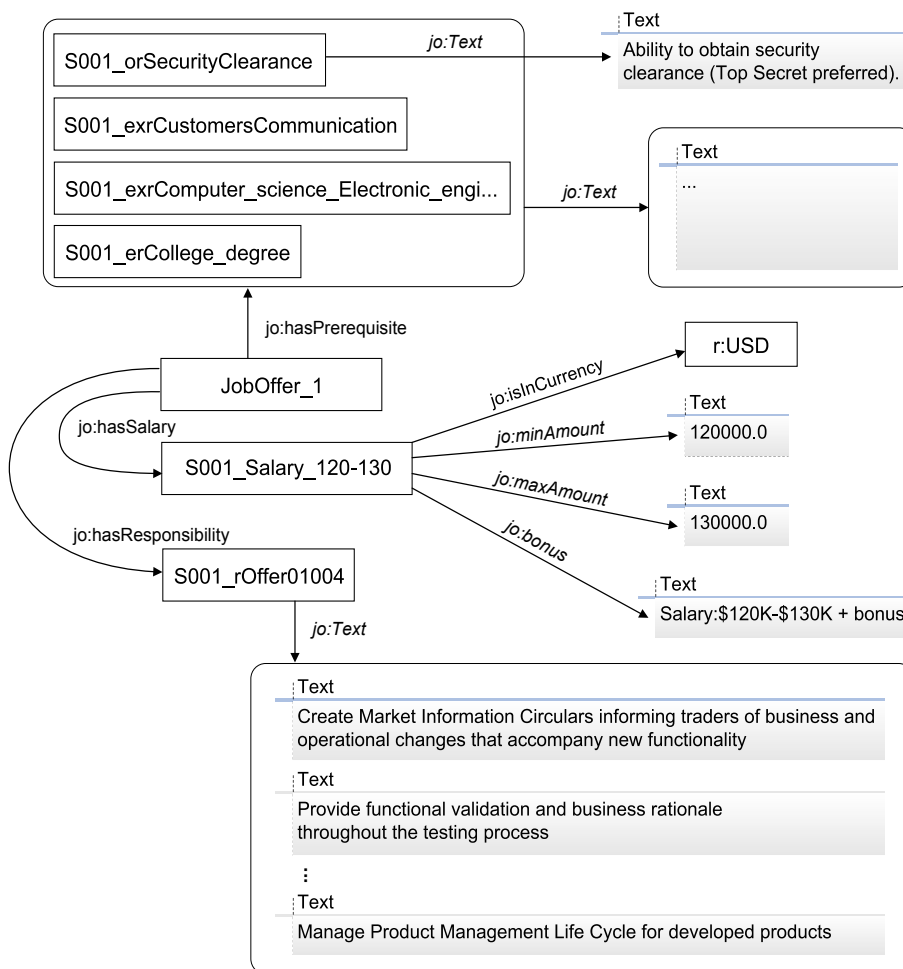 Text
jo:Text
S001_orSecurityClearance
Ability to obtain security
clearance (Top Secret preferred).
S001_exrCustomersCommunication
Text
S001_exrComputer_science_Electronic_engi...
jo:Text
...
S001_erCollege_degree
jo:hasPrerequisite
r:USD
JobOffer_1
jo:isInCurrency
Text
jo:hasSalary
jo:minAmount
120000.0
S001_Salary_120-130
jo:maxAmount
Text
130000.0
jo:hasResponsibility
jo:bonus
S001_rOffer01004
Text
Salary:$120K-$130K + bonus
jo:Text
Text
Create Market Information Circulars informing traders of business and
operational changes that accompany new functionality
Text
Provide functional validation and business rationale
throughout the testing process
⋮
Text
Manage Product Management Life Cycle for developed products